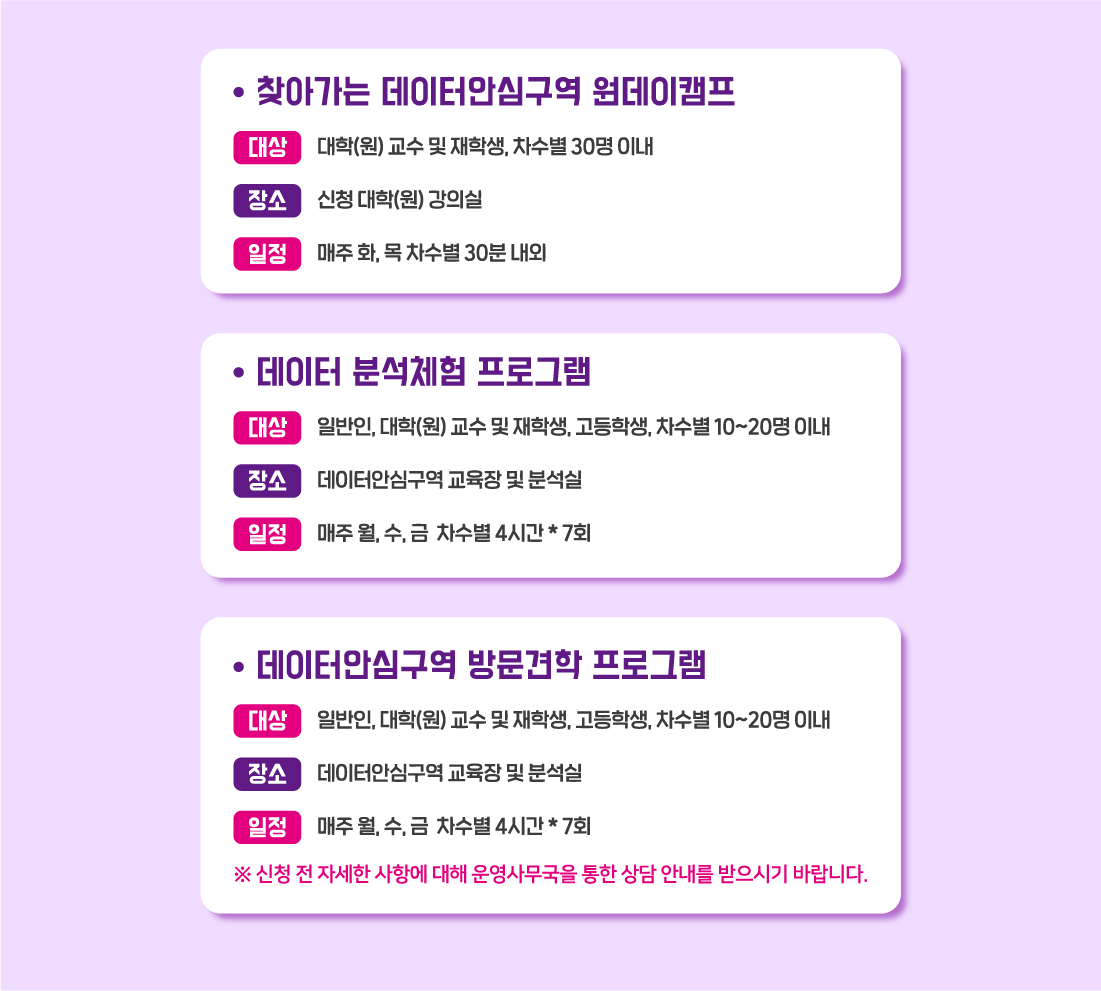 • 찾아가는 데이터안심구역 원데이캠프
대상 대학(원) 교수 및 재학생, 차수별 30명 이내
장소 신청 대학(원) 강의실
일정 매주 화, 목 차수별 30분 내외
• 데이터 분석체험 프로그램
대상 일반인, 대학(원) 교수 및 재학생, 고등학생, 차수별 10~20명 이내
장소 데이터안심구역 교육장 및 분석실
일정 매주 월, 수, 금 차수별 4시간 * 7회
• 데이터안심구역 방문견학 프로그램
대상 일반인, 대학(원) 교수 및 재학생, 고등학생, 차수별 10~20명 이내
장소 데이터안심구역 교육장 및 분석실
일정 매주 월, 수, 금 차수별 4시간 * 7회
※ 신청 전 자세한 사항에 대해 운영사무국을 통한 상담 안내를 받으시기 바랍니다.